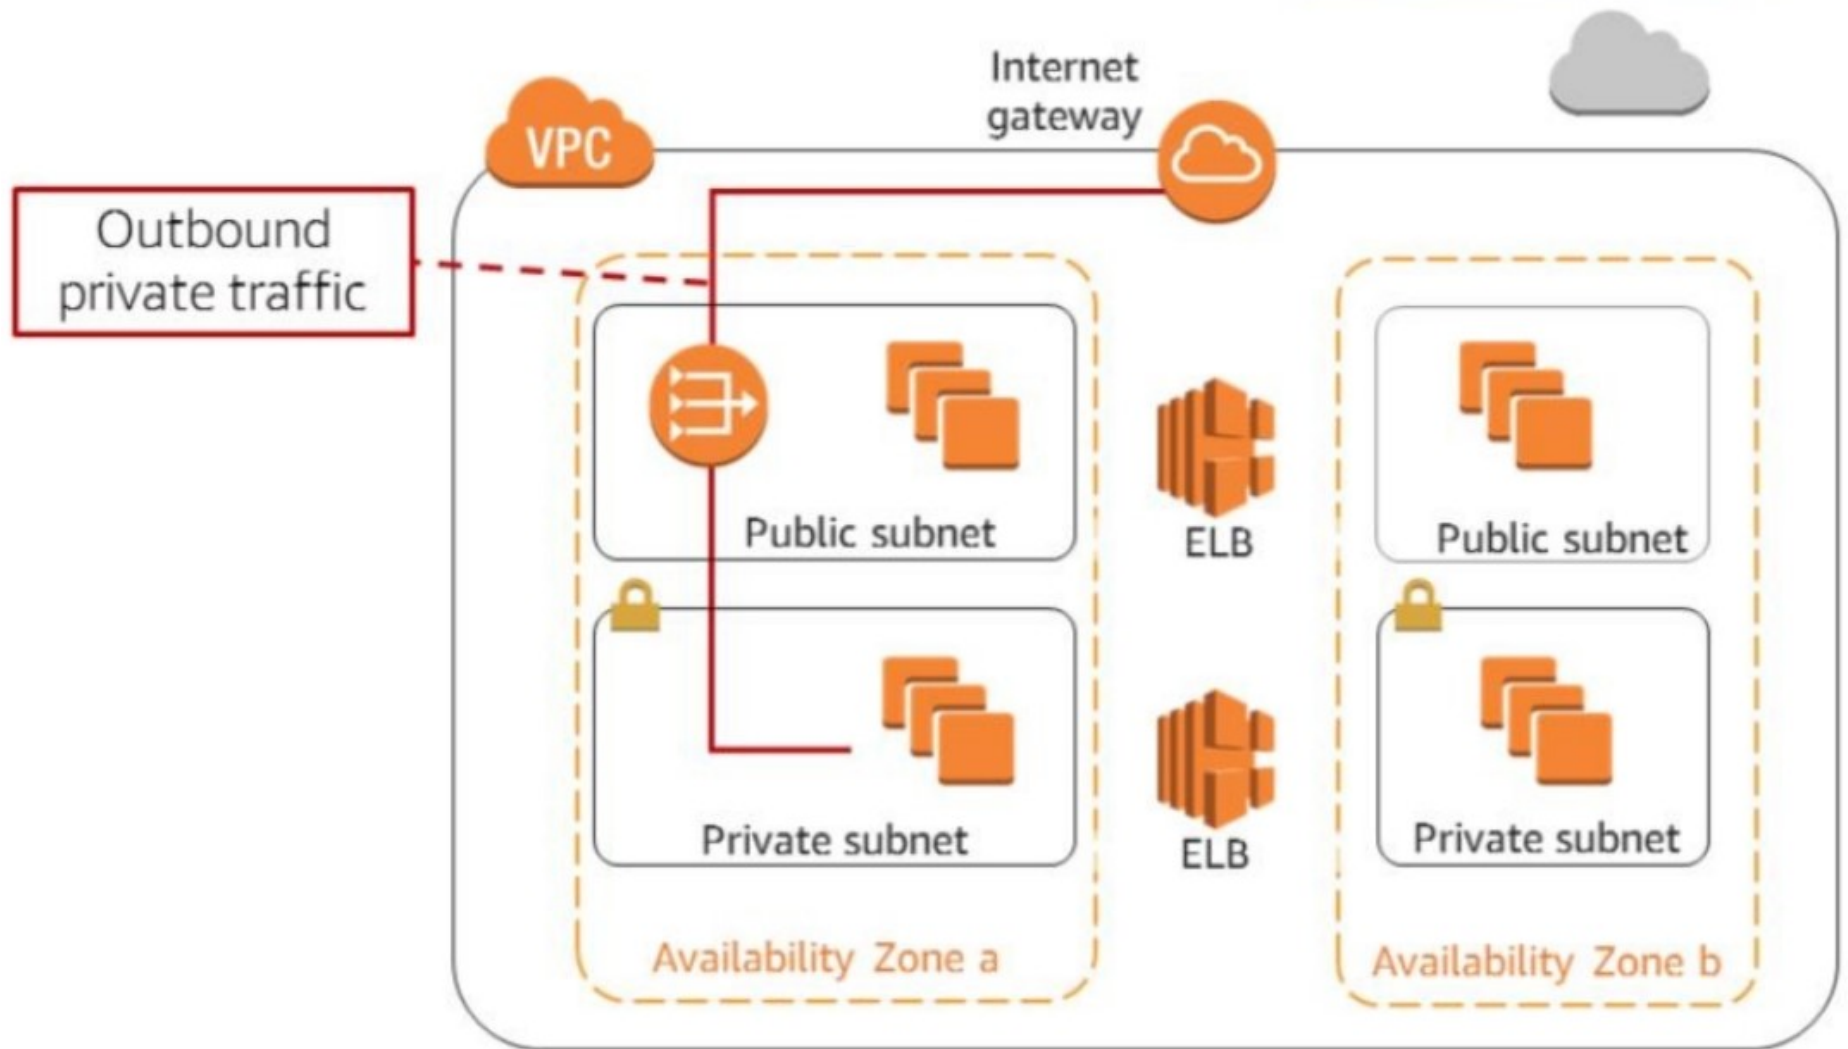 Internet
gateway
VPC
Outbound
private traffic
Public subnet
ELB
Public subnet
Private subnet
ELB
Private subnet
Availability Zone a
Availability Zone b